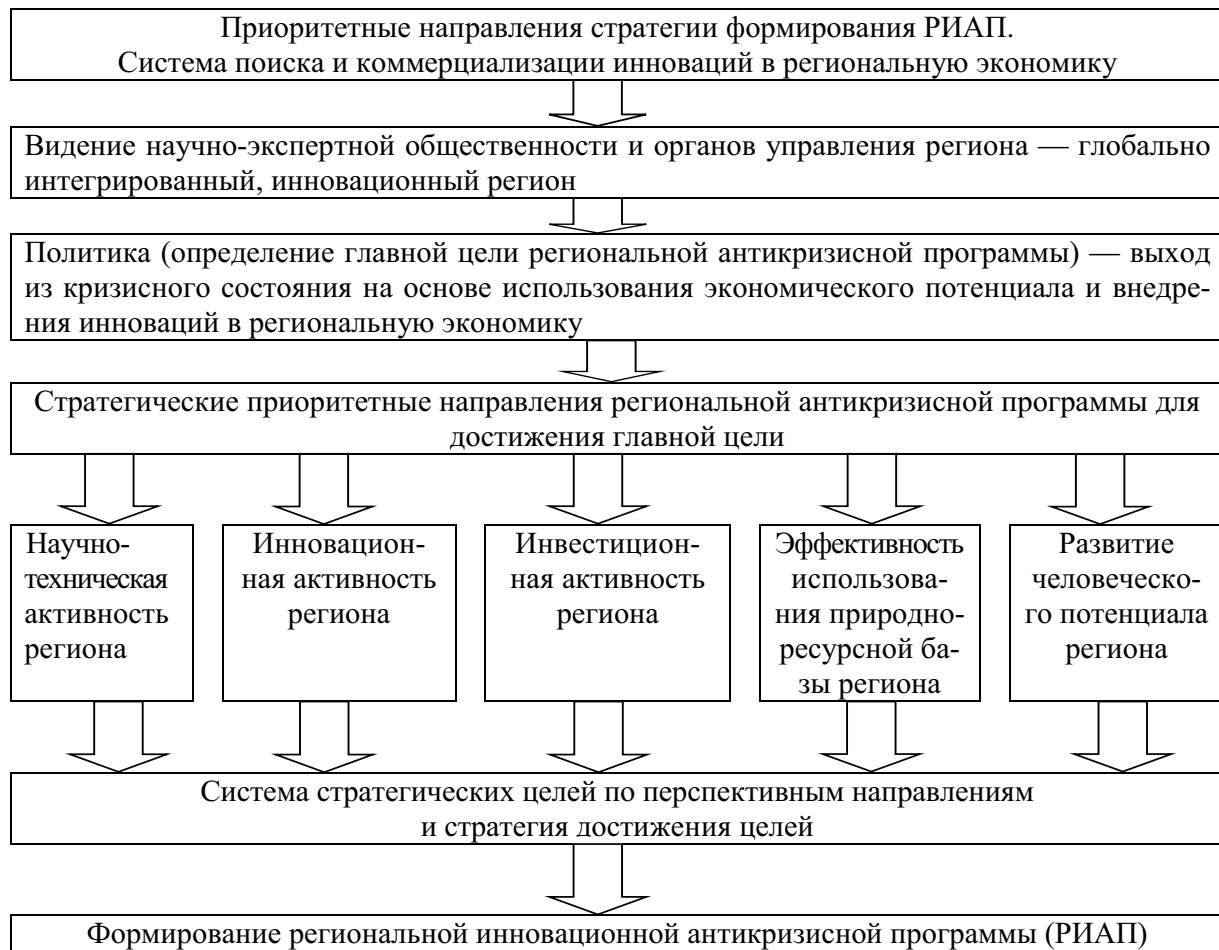 Приоритетные направления стратегии формирования РИАП.
Система поиска и коммерциализации инноваций в региональную экономику
Видение научно-экспертной общественности и органов управления региона — глобально
интегрированный, инновационный регион
Политика (определение главной цели региональной антикризисной программы) — выход
из кризисного состояния на основе использования экономического потенциала и внедре-
ния инноваций в региональную экономику
Стратегические приоритетные направления региональной антикризисной программы для
достижения главной цели
Научно-
техническая
активность
региона
Инновацион-
ная активность
региона
Инвестицион-
ная активность
региона
Эффективность
использова-
ния природно-
ресурсной ба-
зы региона
Развитие
человеческо-
го потенциала
региона
Система стратегических целей по перспективным направлениям
и стратегия достижения целей
Формирование региональной инновационной антикризисной программы (РИАП)